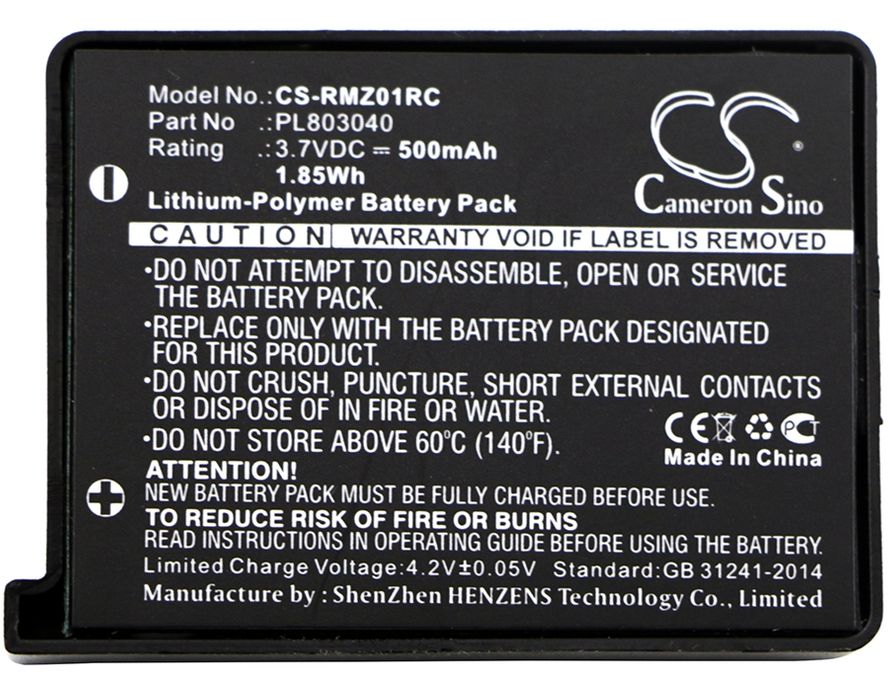 Model No.:CS-RMZ01RC
Part No .:PL803040
Rating .:3.7VDC ⎓ 500mAh
1.85Wh
Lithium-Polymer Battery Pack
CS
Cameron Sino
®
CAUTION WARRANTY VOID IF LABEL IS REMOVED
•DO NOT ATTEMPT TO DISASSEMBLE, OPEN OR SERVICE
THE BATTERY PACK.
•REPLACE ONLY WITH THE BATTERY PACK DESIGNATED
FOR THIS PRODUCT.
•DO NOT CRUSH, PUNCTURE, SHORT EXTERNAL CONTACTS
OR DISPOSE OF IN FIRE OR WATER.
•DO NOT STORE ABOVE 60°C (140°F).
CE PCT
Made In China
ATTENTION!
NEW BATTERY PACK MUST BE FULLY CHARGED BEFORE USE.
TO REDUCE RISK OF FIRE OR BURNS
READ INSTRUCTIONS IN OPERATING GUIDE BEFORE USING THE BATTERY.
Limited Charge Voltage:4.2V±0.05V Standard:GB 31241-2014
Manufacture by : ShenZhen HENZENS Technology Co., Limited